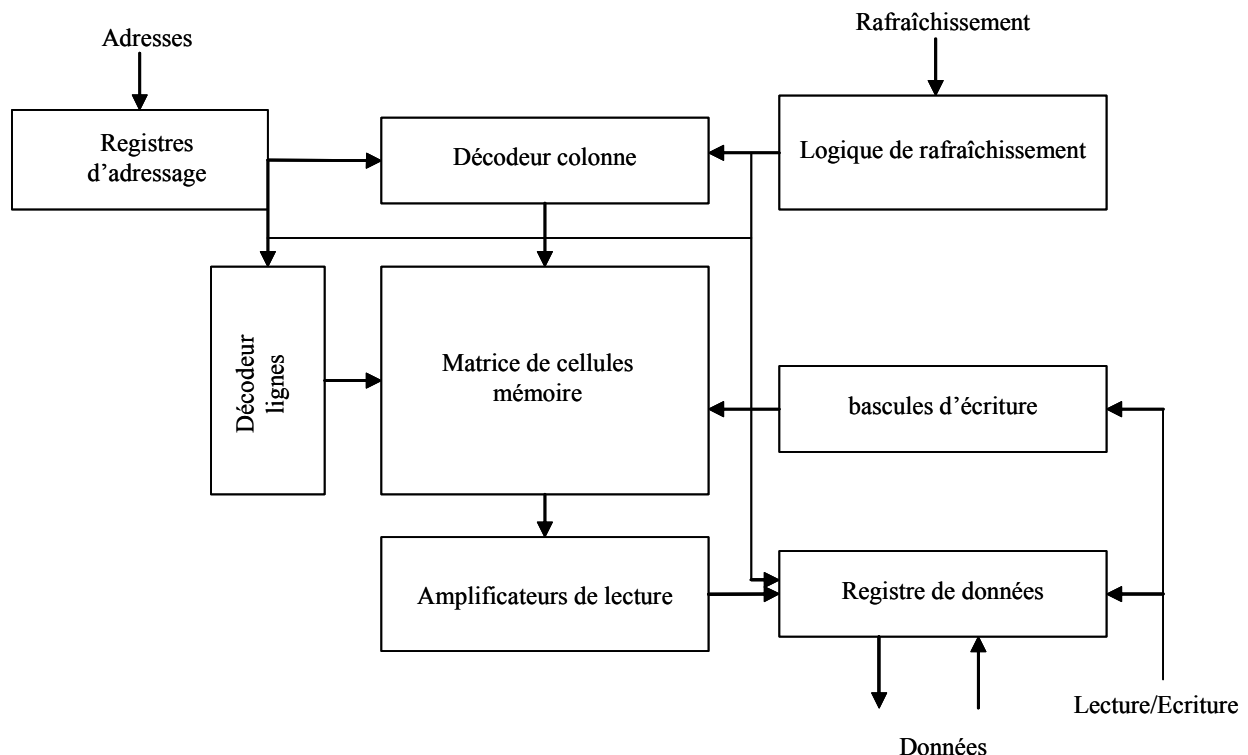 Rafraîchissement
Adresses
Registres
d’adressage
Décodeur colonne
Logique de rafraîchissement
Décodeur
lignes
Matrice de cellules
mémoire
bascules d’écriture
Amplificateurs de lecture
Registre de données
Lecture/Ecriture
Données